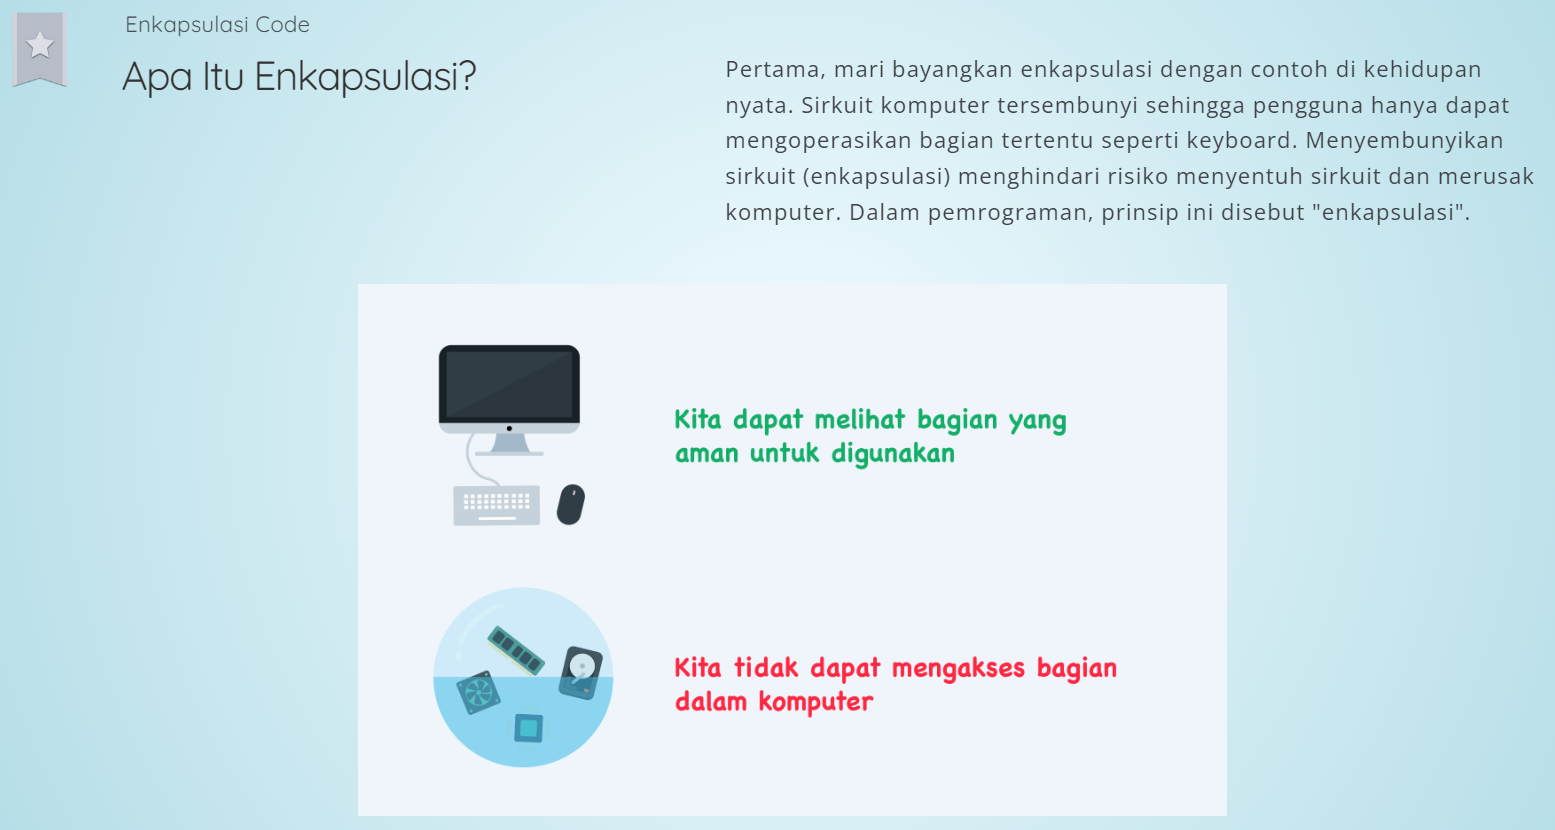 Enkapsulasi Code
Apa Itu Enkapsulasi?
Pertama, mari bayangkan enkapsulasi dengan contoh di kehidupan
nyata. Sirkuit komputer tersembunyi sehingga pengguna hanya dapat
mengoperasikan bagian tertentu seperti keyboard. Menyembunyikan
sirkuit (enkapsulasi) menghindari risiko menyentuh sirkuit dan merusak
komputer. Dalam pemrograman, prinsip ini disebut "enkapsulasi".
Kita dapat melihat bagian yang
aman untuk digunakan
Kita tidak dapat mengakses bagian
dalam komputer